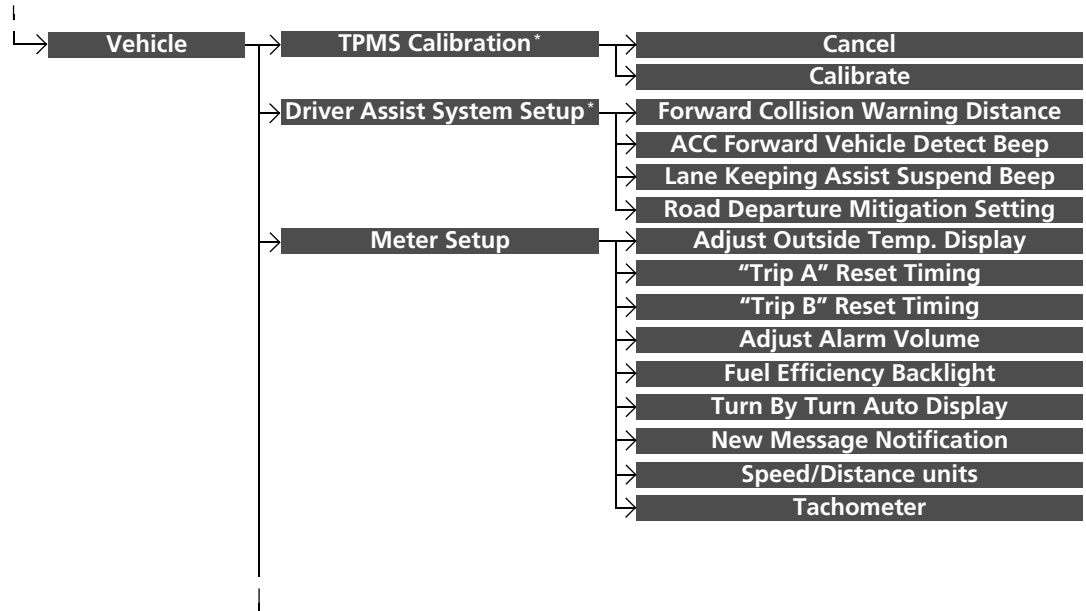 Vehicle
TPMS Calibration*
Cancel
Calibrate
Driver Assist System Setup*
Forward Collision Warning Distance
ACC Forward Vehicle Detect Beep
Lane Keeping Assist Suspend Beep
Road Departure Mitigation Setting
Meter Setup
Adjust Outside Temp. Display
“Trip A” Reset Timing
“Trip B” Reset Timing
Adjust Alarm Volume
Fuel Efficiency Backlight
Turn By Turn Auto Display
New Message Notification
Speed/Distance units
Tachometer